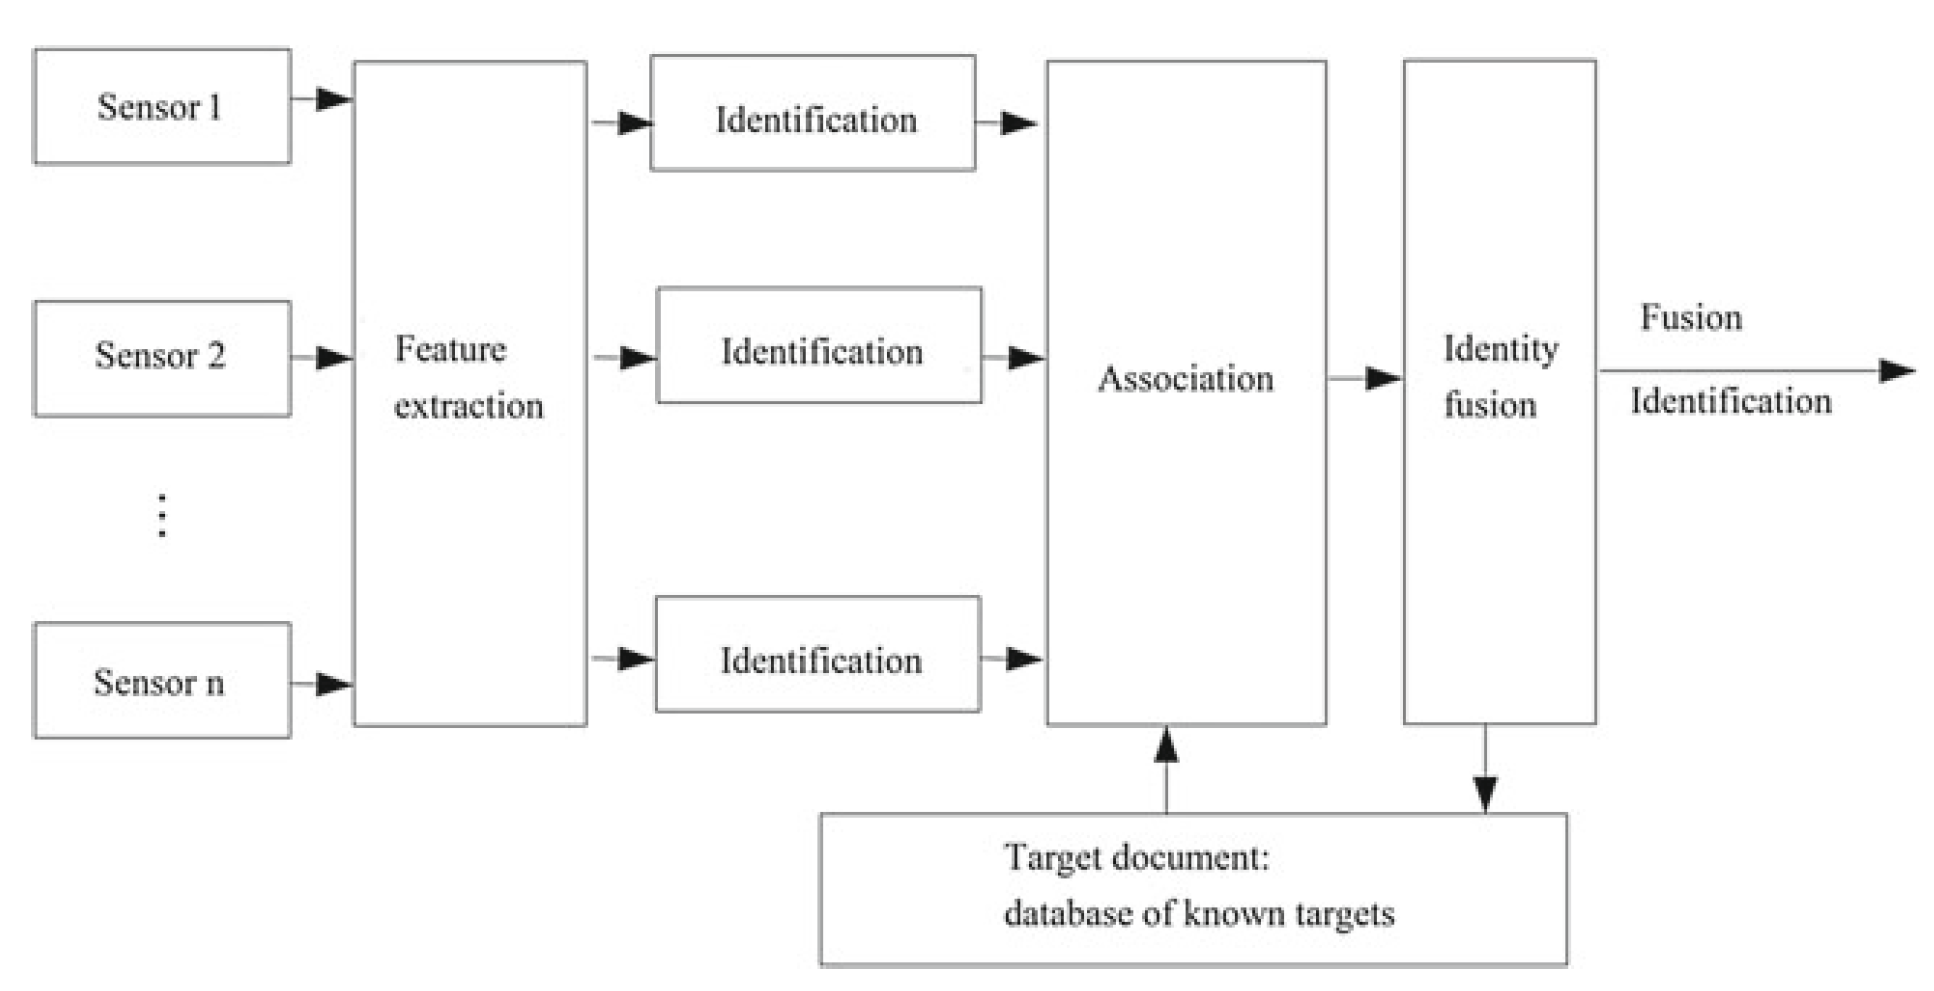 Sensor 1
Identification
Sensor 2
Feature
extraction
Identification
Association
Identity
fusion
Fusion
Identification
⋮
Sensor n
Identification
Target document:
database of known targets